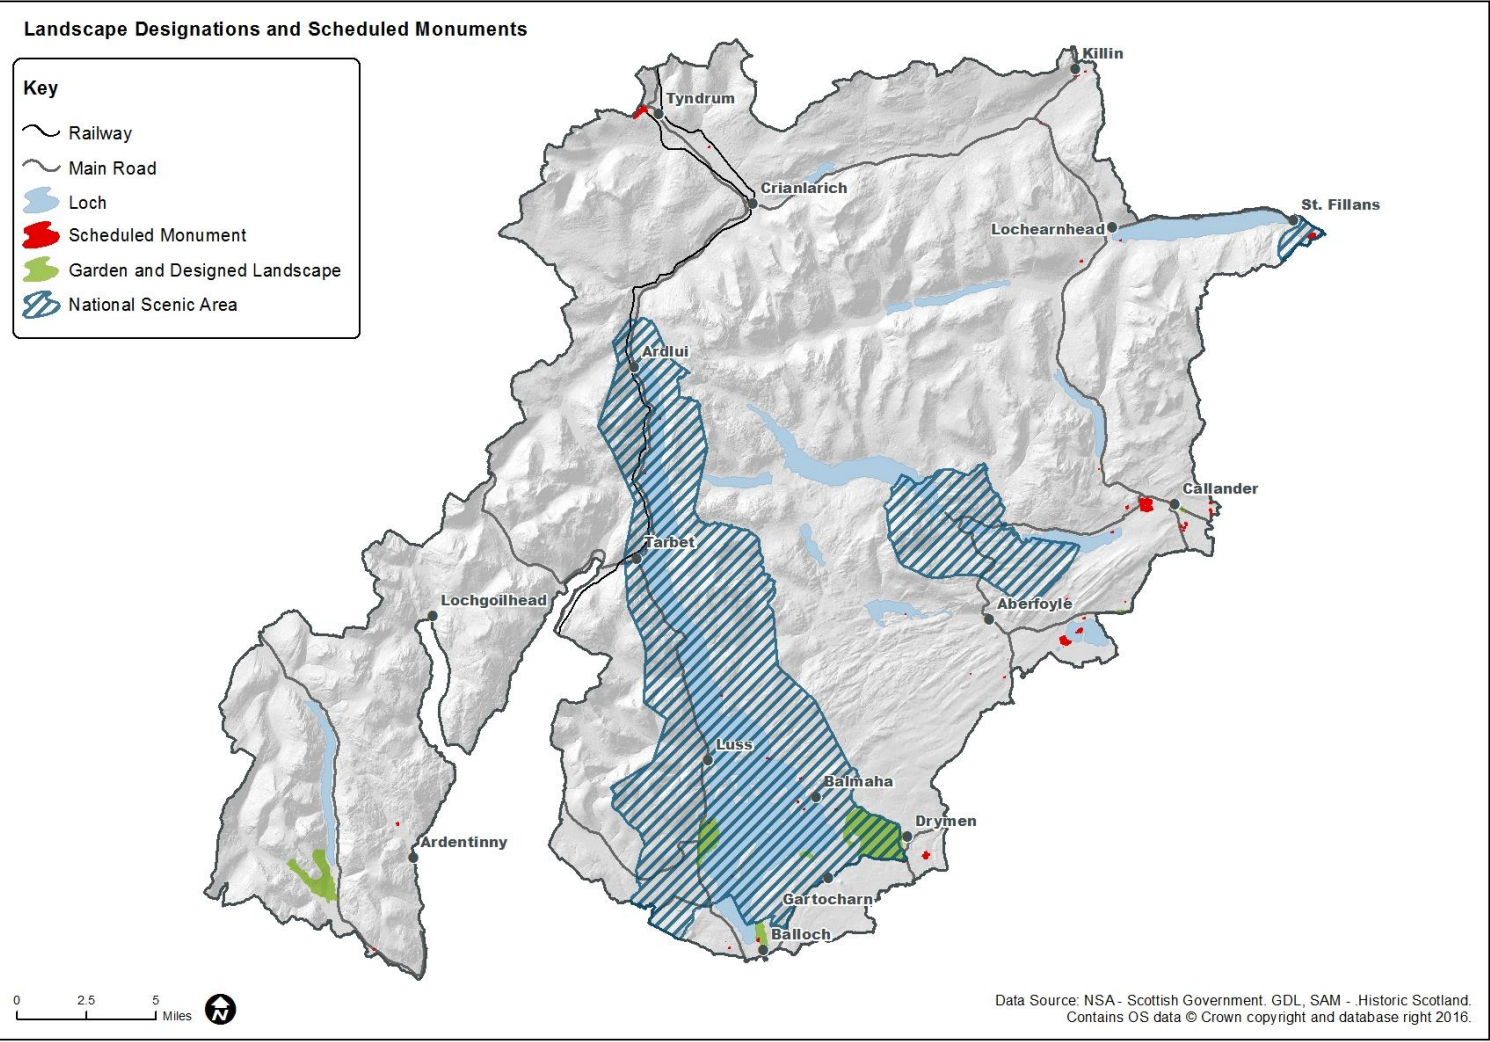 Landscape Designations and Scheduled Monuments
Key
Railway
Main Road
Loch
Scheduled Monument
Garden and Designed Landscape
National Scenic Area
Killin
Tyndrum
Crianlarich
St. Fillans
Lochearnhead
Ardlui
Callander
Tarbet
Lochgoilhead
Aberfoyle
Luss
Balmaha
Drymen
Ardentinny
Gartocharn
Balloch
0 2.5 5
Miles
N
Data Source: NSA - Scottish Government. GDL, SAM - .Historic Scotland.
Contains OS data © Crown copyright and database right 2016.